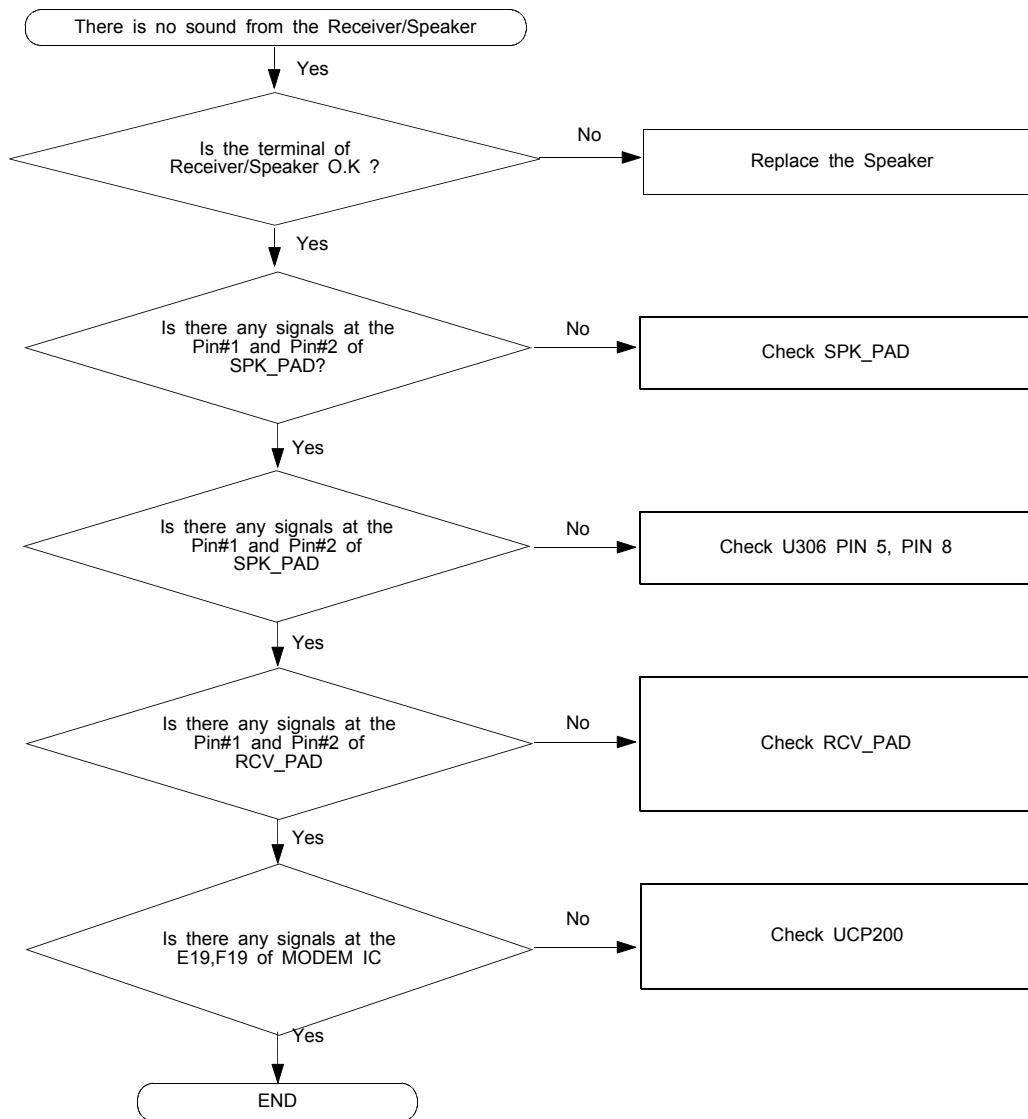 There is no sound from the Receiver/Speaker
Yes
Is the terminal of
Receiver/Speaker O.K ?
No
Replace the Speaker
Yes
Is there any signals at the
Pin#1 and Pin#2 of
SPK_PAD?
No
Check SPK_PAD
Yes
Is there any signals at the
Pin#1 and Pin#2 of
SPK_PAD
No
Check U306 PIN 5, PIN 8
Yes
Is there any signals at the
Pin#1 and Pin#2 of
RCV_PAD
No
Check RCV_PAD
Yes
Is there any signals at the
E19,F19 of MODEM IC
No
Check UCP200
Yes
END